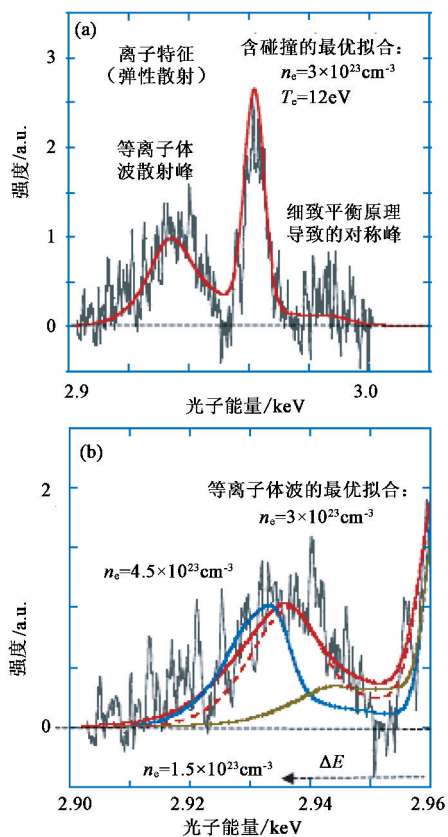 (a)
离子特征
（弹性散射）
含碰撞的最优拟合：
nₑ=3×10²³cm⁻³
Tₑ=12eV
等离子体
波散射峰
细致平衡原理
导致的对称峰
强度/a.u.
3
2
1
0
2.9
3.0
光子能量/keV
(b)
等离子体波的最优拟合：
nₑ=3×10²³cm⁻³
nₑ=4.5×10²³cm⁻³
nₑ=1.5×10²³cm⁻³
ΔE
强度/a.u.
2
0
2.90
2.92
2.94
2.96
光子能量/keV